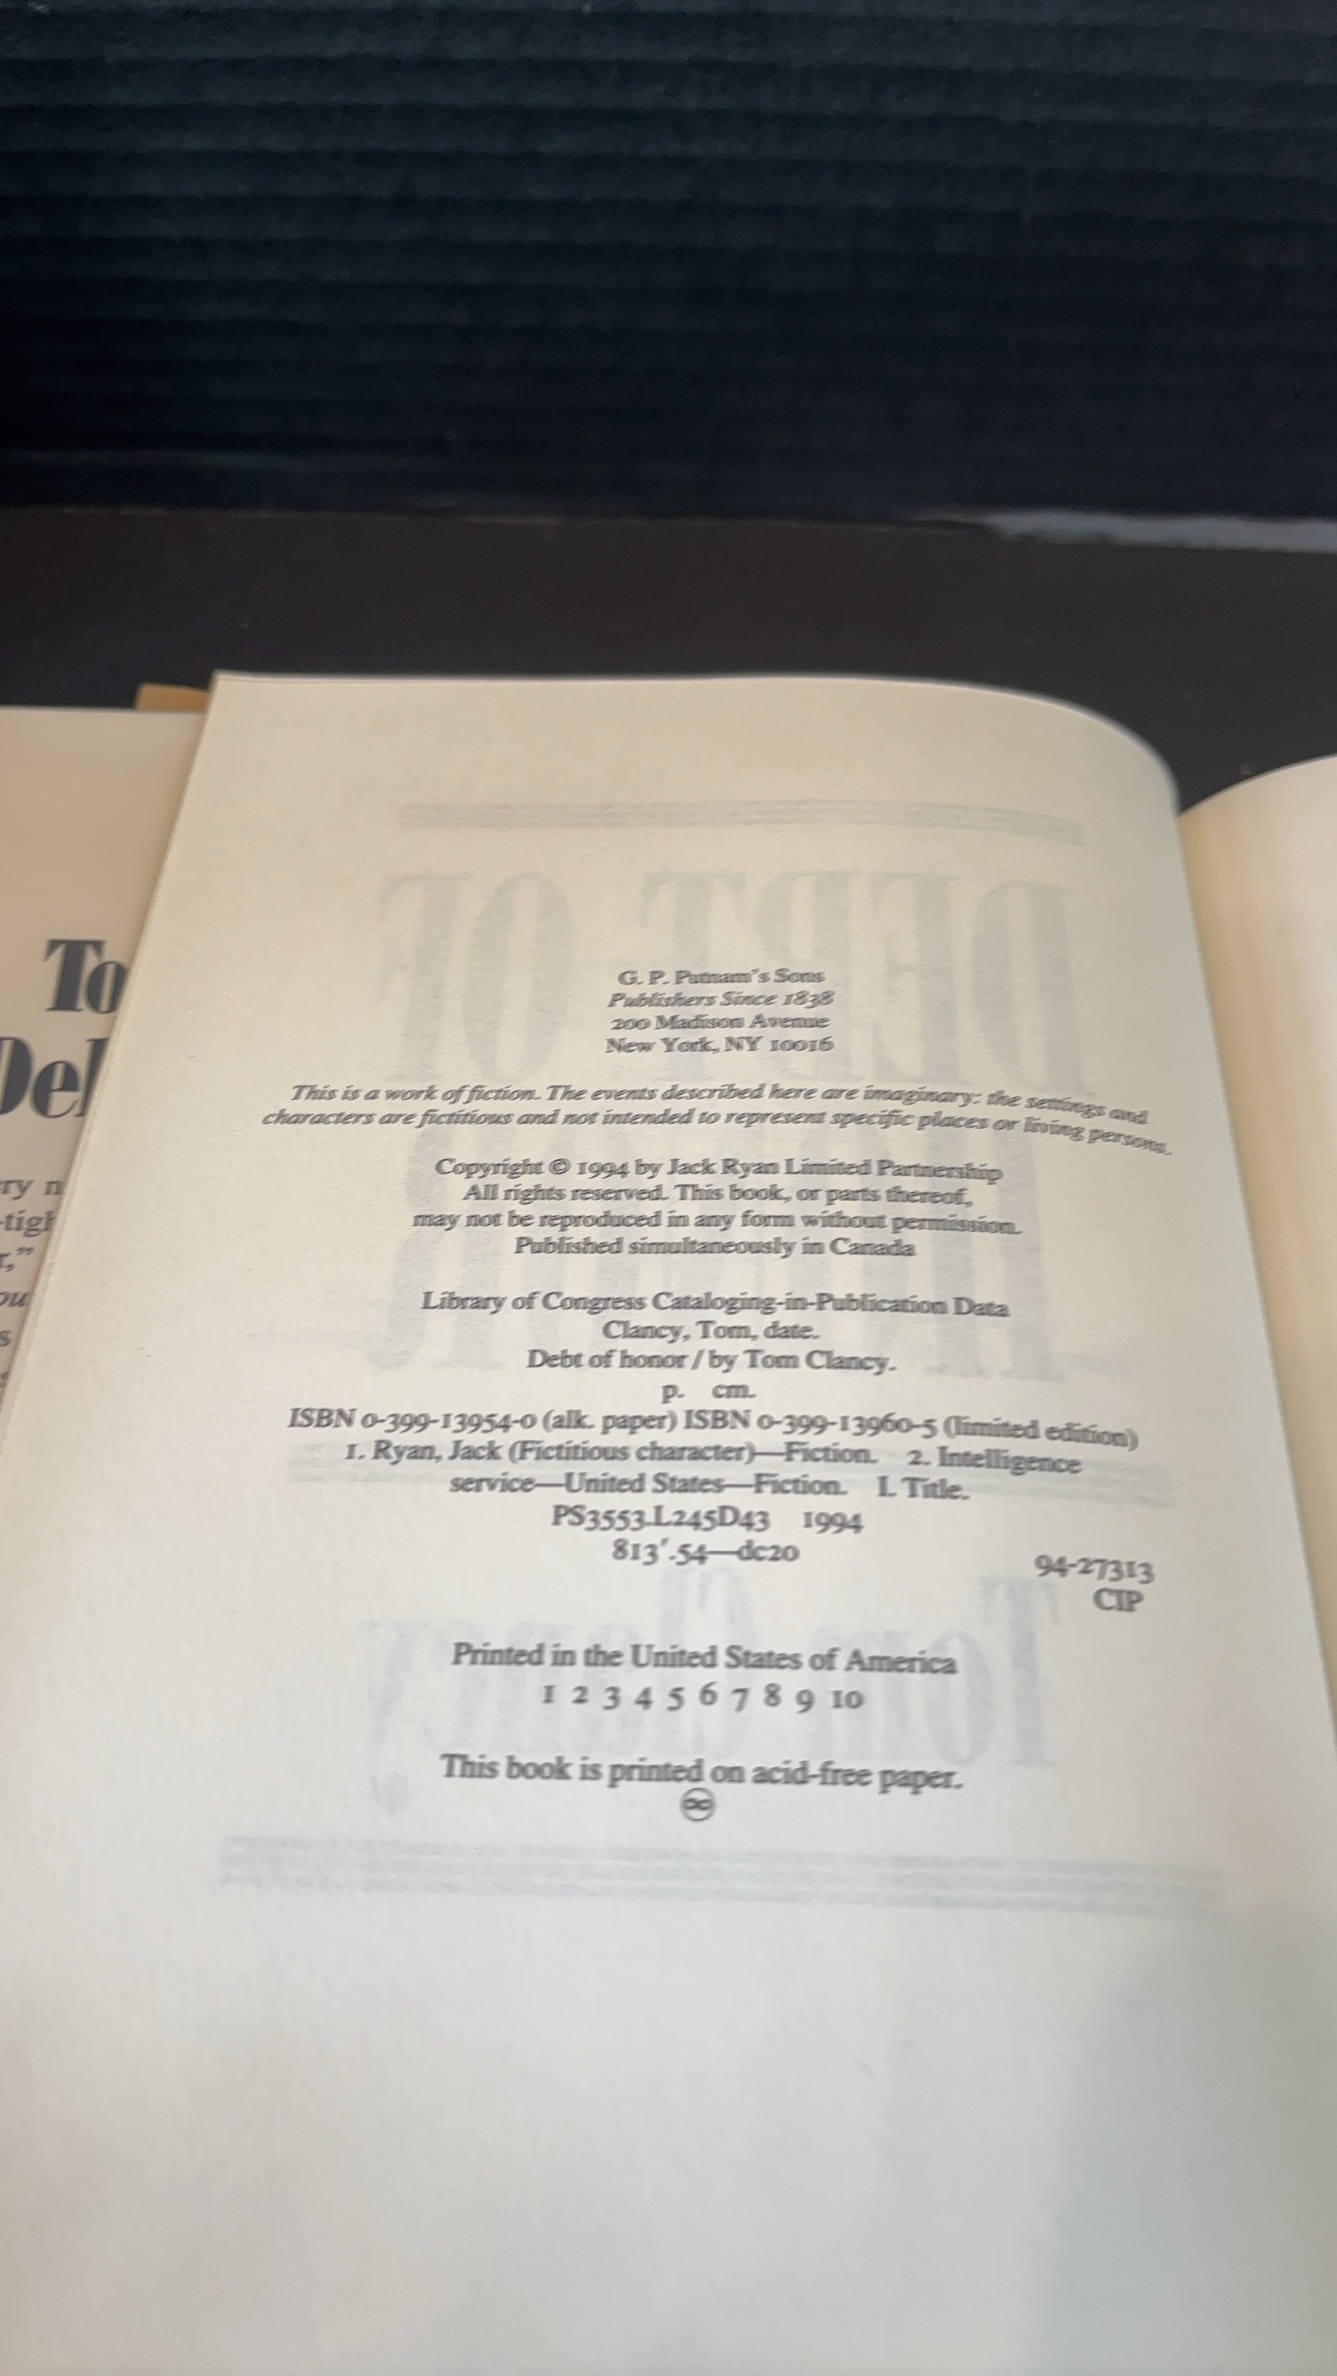 To
Del
ry n
-tigh
r,”
ou
s
G. P. Putnam's Sons
Publishers Since 1838
200 Madison Avenue
New York, NY 10016
This is a work of fiction. The events described here are imaginary: the settings and
characters are fictitious and not intended to represent specific places or living persons.
Copyright © 1994 by Jack Ryan Limited Partnership
All rights reserved. This book, or parts thereof,
may not be reproduced in any form without permission.
Published simultaneously in Canada
Library of Congress Cataloging-in-Publication Data
Clancy, Tom, date.
Debt of honor / by Tom Clancy.
p. cm.
ISBN 0-399-13954-0 (alk. paper) ISBN 0-399-13960-5 (limited edition)
1. Ryan, Jack (Fictitious character)—Fiction. 2. Intelligence
service—United States—Fiction. I. Title.
PS3553.L245D43 1994
813'.54—dc20
94-27313
CIP
Printed in the United States of America
1 2 3 4 5 6 7 8 9 10
This book is printed on acid-free paper.